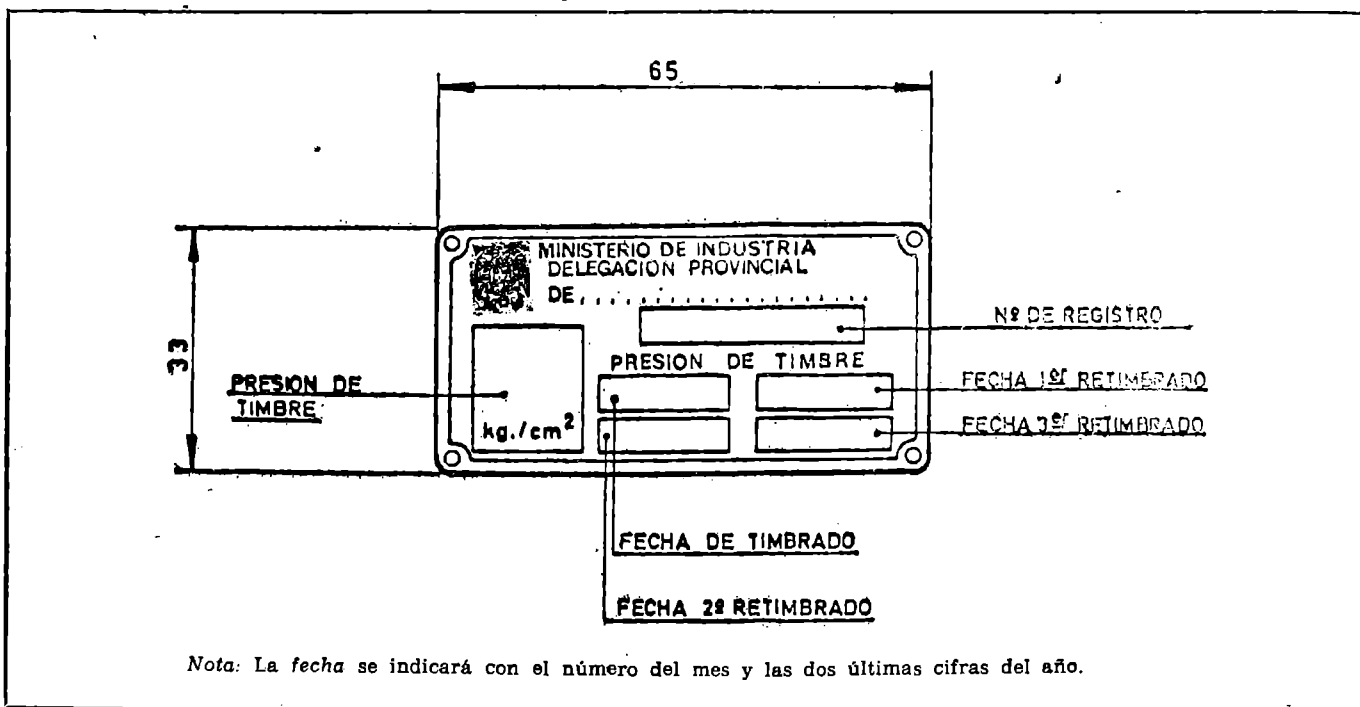 65
MINISTERIO DE INDUSTRIA
DELEGACION PROVINCIAL
DE..................
Nº DE REGISTRO
33
PRESION DE TIMBRE
PRESION DE
TIMBRE
FECHA 1er RETIMBRADO
kg./cm²
FECHA 3er RETIMBRADO
FECHA DE TIMBRADO
FECHA 2º RETIMBRADO
Nota: La fecha se indicará con el número del mes y las dos últimas cifras del año.